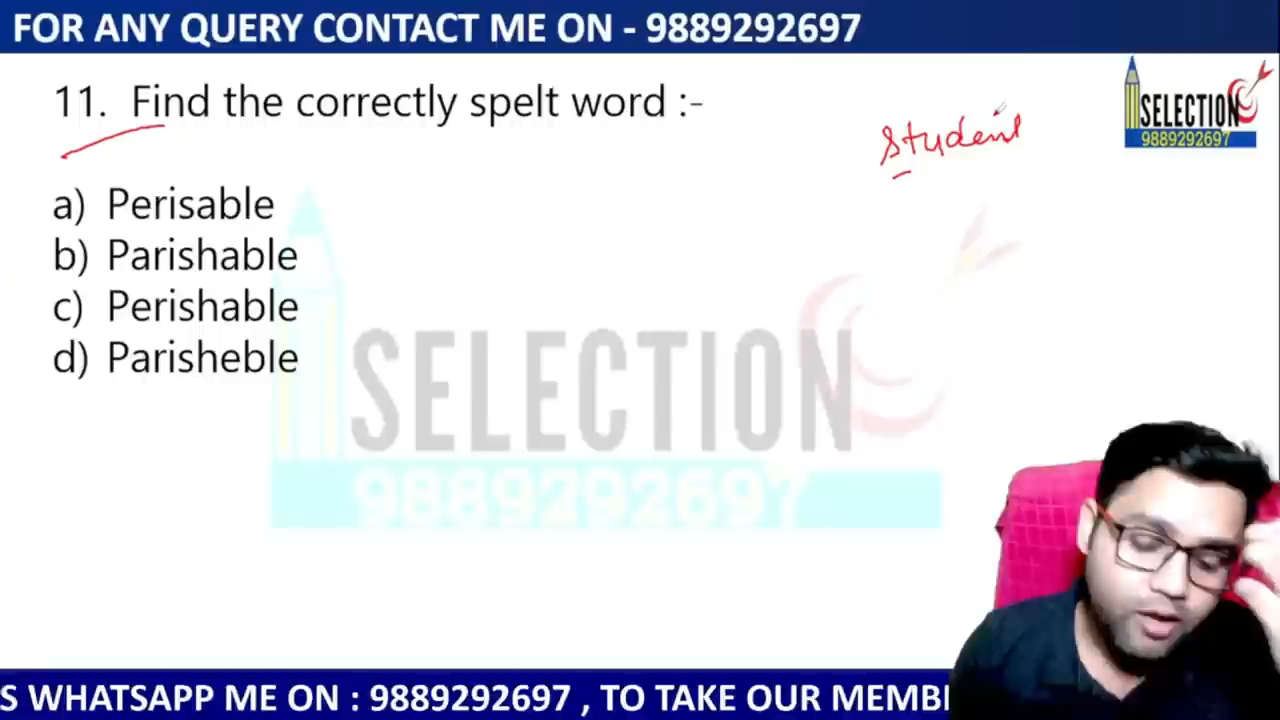 FOR ANY QUERY CONTACT ME ON - 9889292697
11. Find the correctly spelt word :-
student
SELECTION
9889292697
a) Perisable
b) Parishable
c) Perishable
d) Parisheble
SELECTION
9889292697
S WHATSAPP ME ON : 9889292697 , TO TAKE OUR MEMB